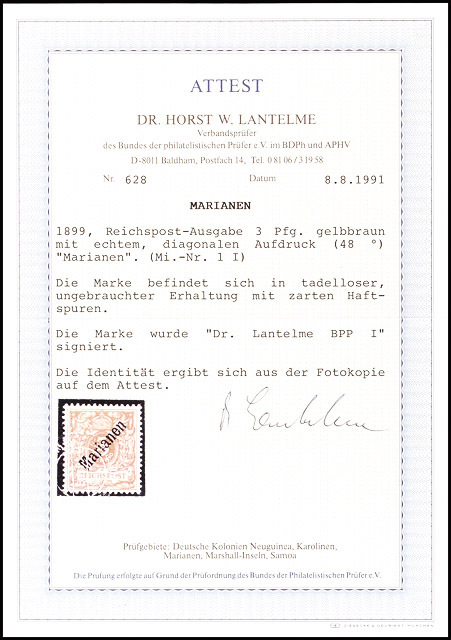 ATTEST
DR. HORST W. LANTELME
Verbandsprüfer
des Bundes der philatelistischen Prüfer e.V. im BDPh und APHV
D-8011 Baldham, Postfach 14, Tel. 0 81 06 / 3 19 58
Nr. 628 Datum 8.8.1991
MARIANEN
1899, Reichspost-Ausgabe 3 Pfg. gelbbraun
mit echtem, diagonalen Aufdruck (48 °)
"Marianen". (Mi.-Nr. 1 I)
Die Marke befindet sich in tadelloser,
ungebrauchter Erhaltung mit zarten Haft-
spuren.
Die Marke wurde "Dr. Lantelme BPP I"
signiert.
Die Identität ergibt sich aus der Fotokopie
auf dem Attest.
Marianen
REICHSPOST
Prüfgebiete: Deutsche Kolonien Neuguinea, Karolinen,
Marianen, Marshall-Inseln, Samoa
Die Prüfung erfolgte auf Grund der Prüfordnung des Bundes der Philatelistischen Prüfer e.V.